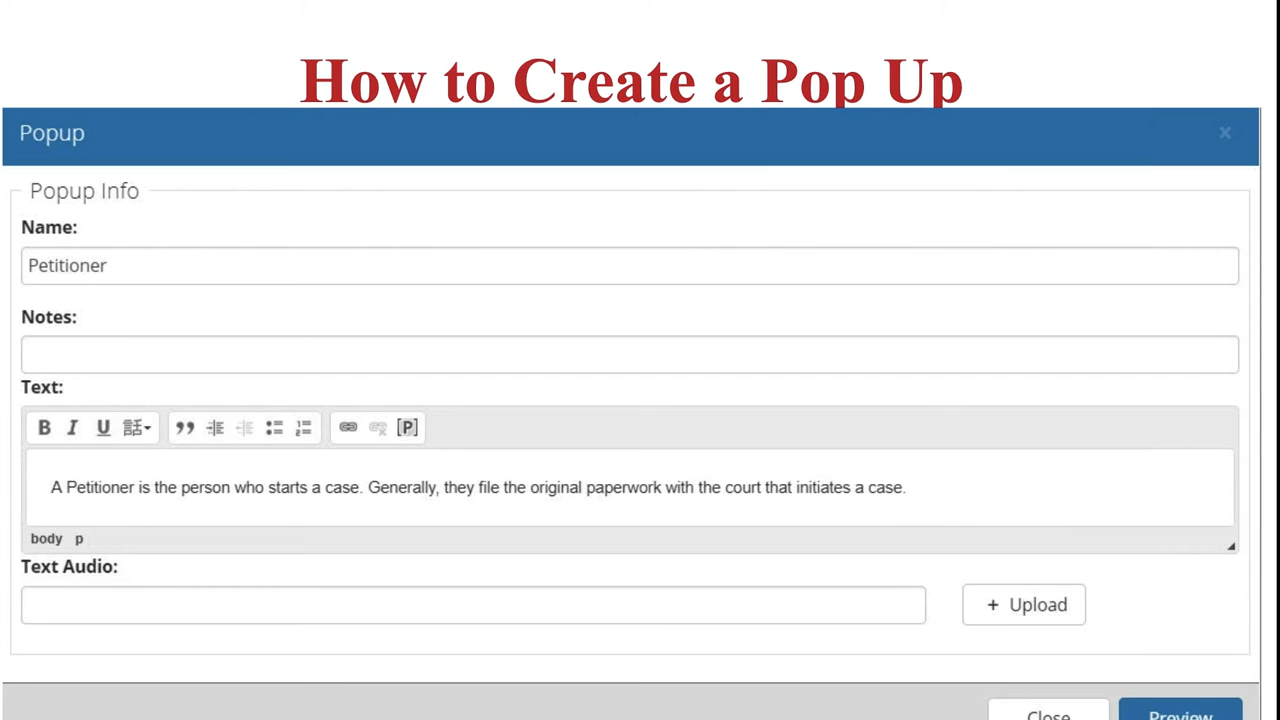 How to Create a Pop Up
Popup ×
Popup Info
Name:
Petitioner
Notes:
Text:
B I U 話
[P]
A Petitioner is the person who starts a case. Generally, they file the original paperwork with the court that initiates a case.
body p
Text Audio:
+ Upload
Close Preview